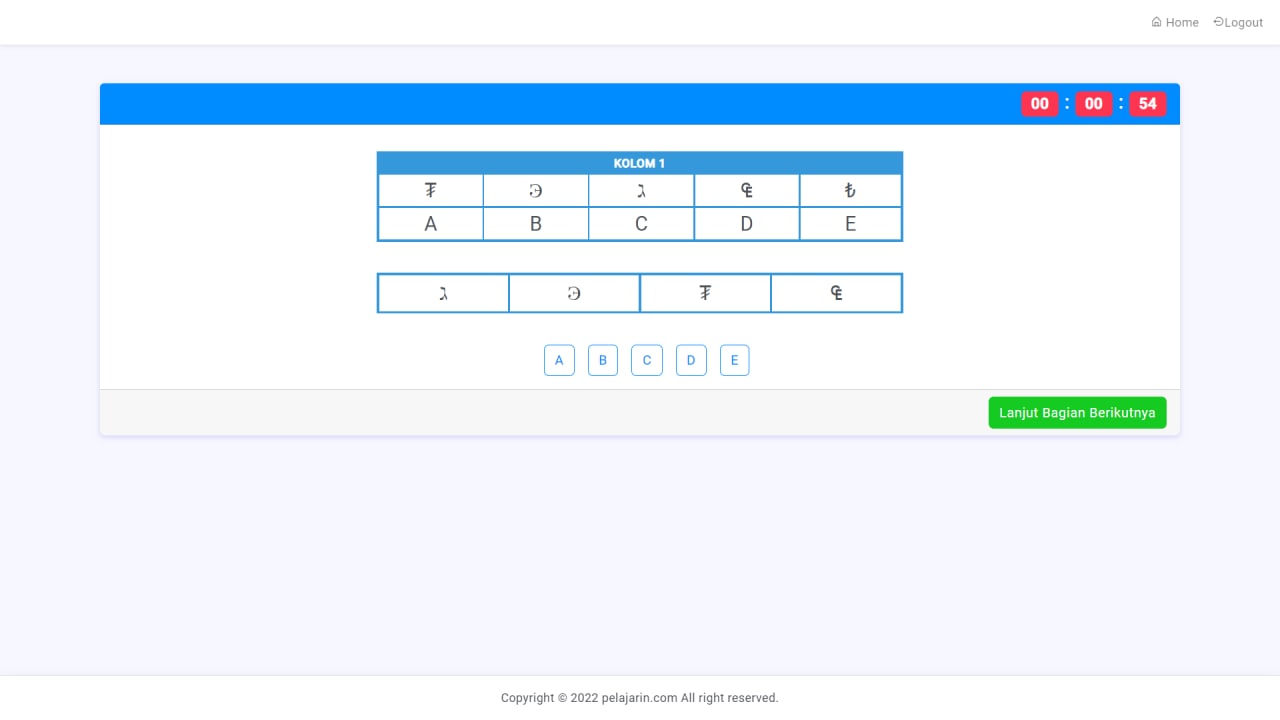 Home Logout
00 : 00 : 54
KOLOM 1
₮ Э ג ₠ ₺
A B C D E
ג Э ₮ ₠
A B C D E
Lanjut Bagian Berikutnya
Copyright © 2022 pelajarin.com All right reserved.